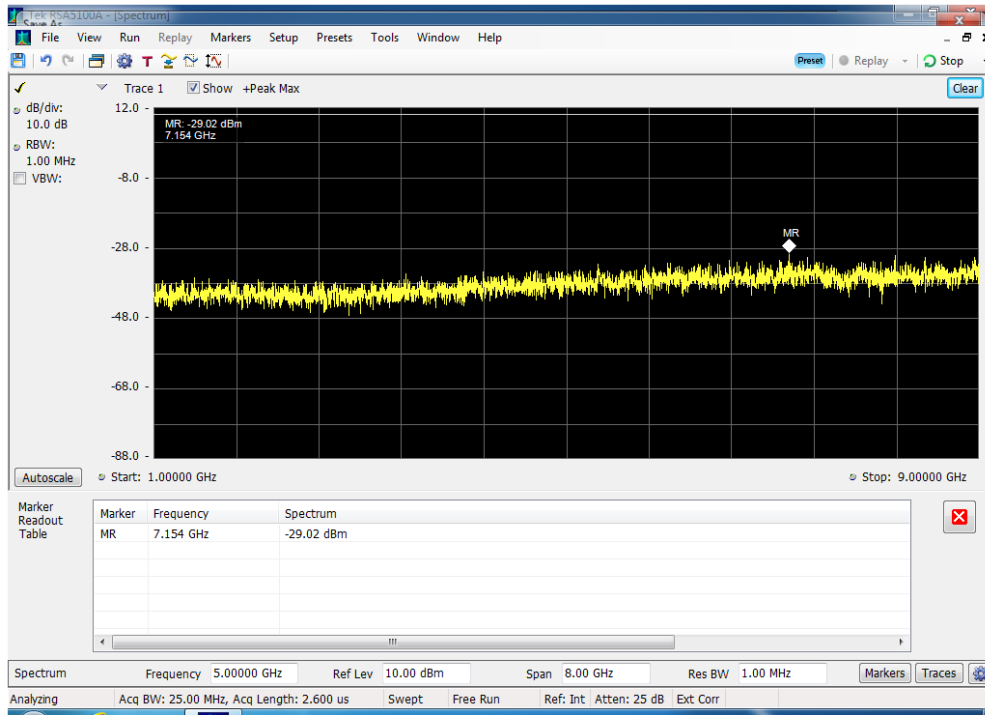 Tek RSA5100A - [Spectrum]
Save As
File View Run Replay Markers Setup Presets Tools Window Help
T Preset Replay Stop
Trace 1 Show +Peak Max Clear
dB/div: 12.0 -
10.0 dB MR: -29.02 dBm
7.154 GHz
RBW:
1.00 MHz
VBW: -8.0 -
MR
-28.0 -
-48.0 -
-68.0 -
-88.0 -
Autoscale Start: 1.00000 GHz Stop: 9.00000 GHz
Marker
Readout
Table
Marker Frequency Spectrum
MR 7.154 GHz -29.02 dBm
Spectrum Frequency 5.00000 GHz Ref Lev 10.00 dBm Span 8.00 GHz Res BW 1.00 MHz Markers Traces
Analyzing Acq BW: 25.00 MHz, Acq Length: 2.600 us Swept Free Run Ref: Int Atten: 25 dB Ext Corr